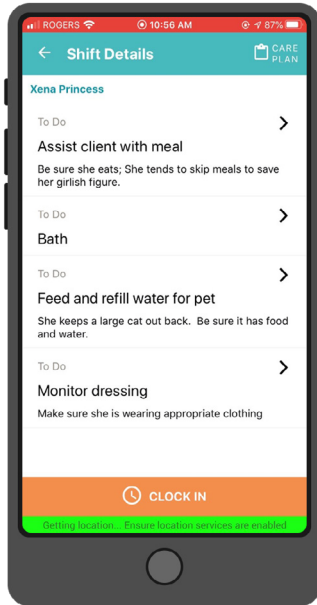 ROGERS 10:56 AM 87%
Shift Details
CARE
PLAN
Xena Princess
To Do
Assist client with meal
Be sure she eats; She tends to skip meals to save
her girlish figure.
To Do
Bath
To Do
Feed and refill water for pet
She keeps a large cat out back. Be sure it has food
and water.
To Do
Monitor dressing
Make sure she is wearing appropriate clothing
CLOCK IN
Getting location... Ensure location services are enabled